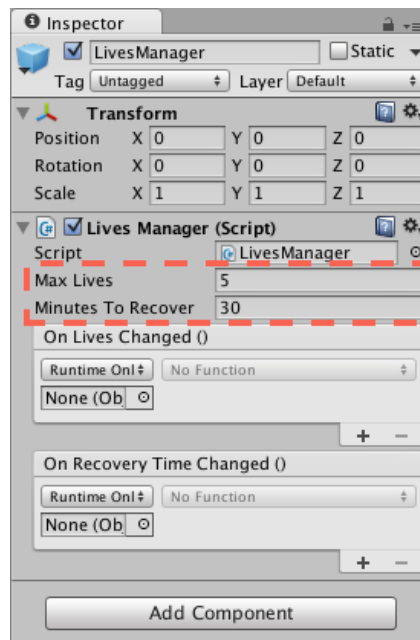 Inspector
LivesManager Static
Tag Untagged Layer Default
Transform
Position X 0 Y 0 Z 0
Rotation X 0 Y 0 Z 0
Scale X 1 Y 1 Z 1
Lives Manager (Script)
Script LivesManager
Max Lives 5
Minutes To Recover 30
On Lives Changed ()
Runtime Onl No Function
None (Ob
+ −
On Recovery Time Changed ()
Runtime Onl No Function
None (Ob
+ −
Add Component